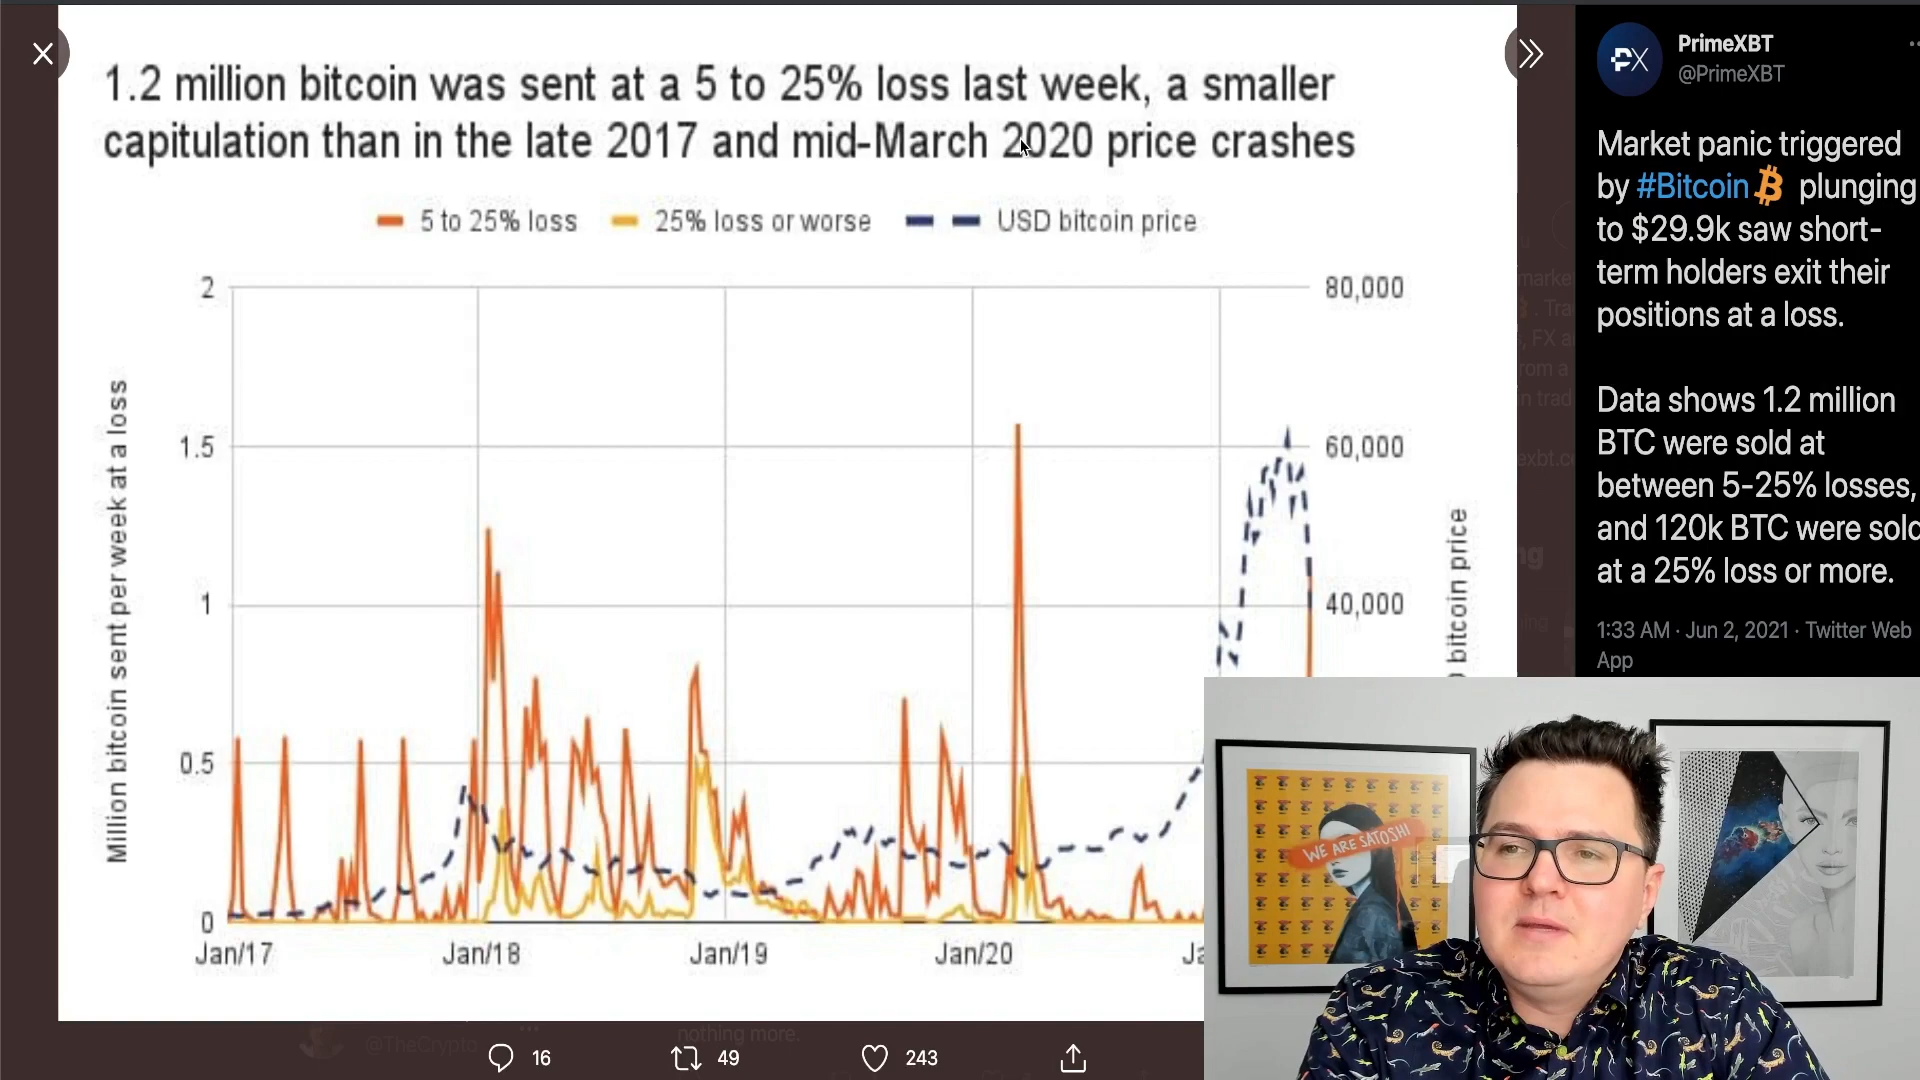 1.2 million bitcoin was sent at a 5 to 25% loss last week, a smaller
capitulation than in the late 2017 and mid-March 2020 price crashes
5 to 25% loss
25% loss or worse
USD bitcoin price
Million bitcoin sent per week at a loss
2
1.5
1
0.5
0
80,000
60,000
40,000
bitcoin price
Jan/17
Jan/18
Jan/19
Jan/20
Ja
16
49
243
@TheCrypto
nothing more.
PX
PrimeXBT
@PrimeXBT
Market panic triggered
by #Bitcoin plunging
to $29.9k saw short-
term holders exit their
positions at a loss.
Data shows 1.2 million
BTC were sold at
between 5-25% losses,
and 120k BTC were sold
at a 25% loss or more.
1:33 AM · Jun 2, 2021 · Twitter Web
App
WE ARE SATOSHI